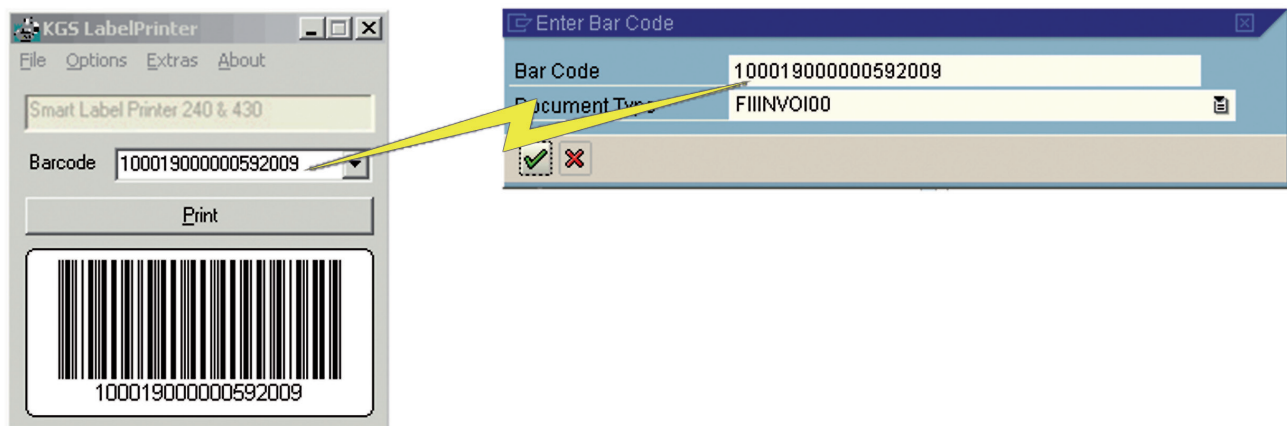 KGS LabelPrinter
File Options Extras About
Smart Label Printer 240 & 430
Barcode 100019000000592009
Print
100019000000592009
Enter Bar Code
Bar Code 100019000000592009
Document Type FIIINVOI00